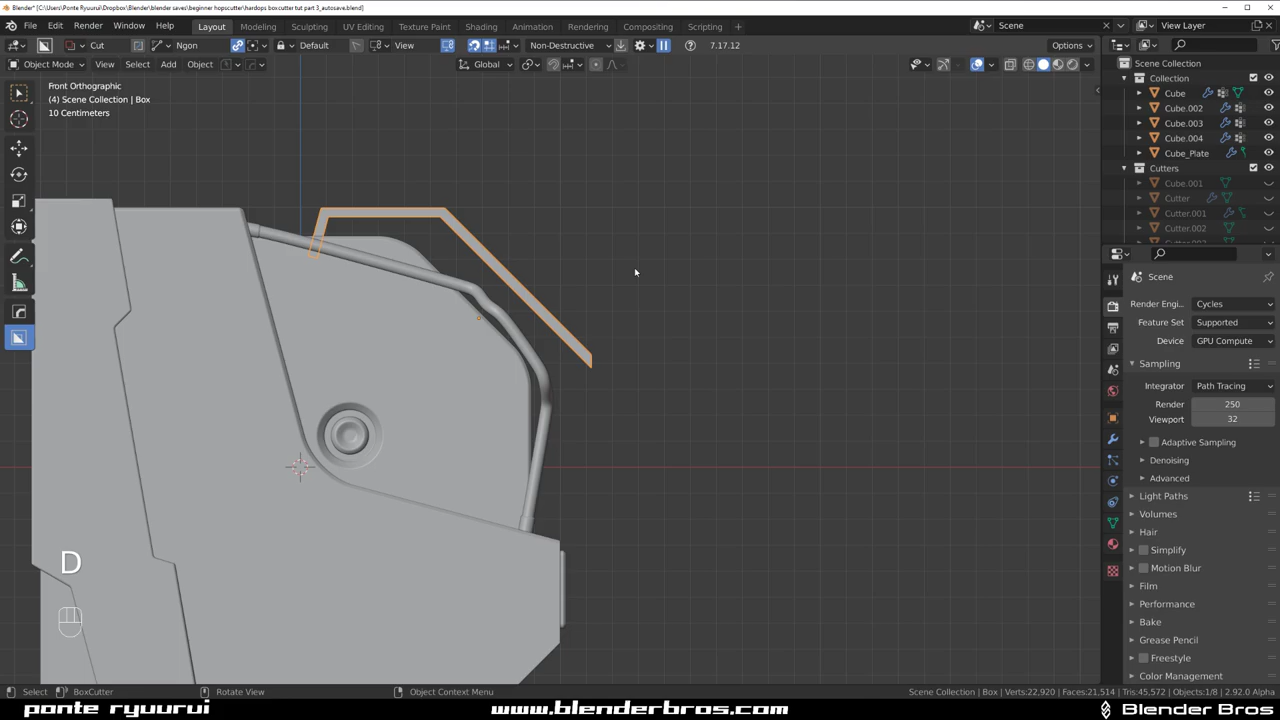 Blender* [C:\Users\Ponte Ryuurui\Dropbox\Blender\blender saves\beginner hopscutter\hardops boxcutter tut part 3_autosave.blend]
File Edit Render Window Help Layout Modeling Sculpting UV Editing Texture Paint Shading Animation Rendering Compositing Scripting + Scene View Layer
Cut Ngon Default View Non-Destructive 7.17.12 Options
Object Mode View Select Add Object Global
Front Orthographic
(4) Scene Collection | Box
10 Centimeters
Scene Collection
Collection
Cube
Cube.002
Cube.003
Cube.004
Cube_Plate
Cutters
Cube.001
Cutter
Cutter.001
Cutter.002
Scene
Render Engi.. Cycles
Feature Set Supported
Device GPU Compute
Sampling
Integrator Path Tracing
Render 250
Viewport 32
Adaptive Sampling
Denoising
Advanced
Light Paths
Volumes
Hair
Simplify
Motion Blur
Film
Performance
Bake
Grease Pencil
Freestyle
Color Management
D
Select BoxCutter Rotate View Object Context Menu Scene Collection | Box | Verts:22,920 | Faces:21,514 | Tris:45,572 | Objects:1/8 | 2.92.0 Alpha
ponte ryuurui www.blenderbros.com Blender Bros